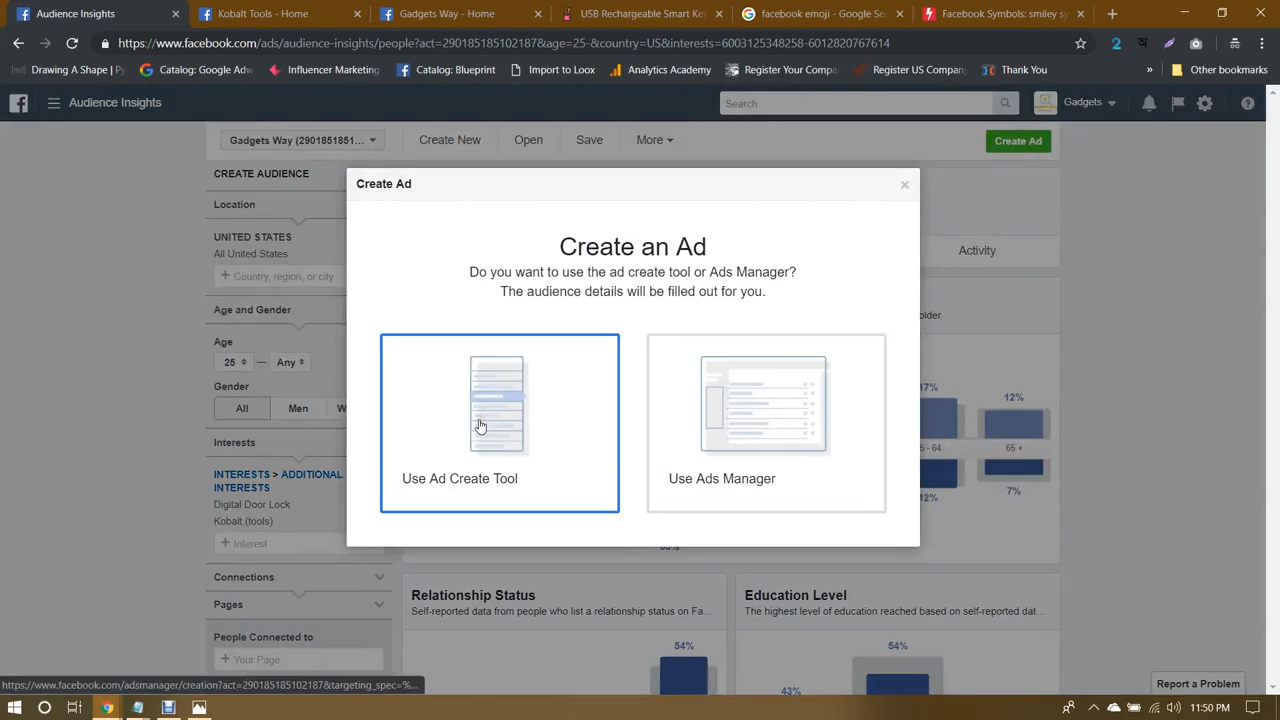 Audience Insights
Kobalt Tools - Home
Gadgets Way - Home
USB Rechargeable Smart Key
facebook emoji - Google Se
Facebook Symbols: smiley sy
https://www.facebook.com/ads/audience-insights/people?act=290185185102187&age=25-&country=US&interests=6003125348258-6012820767614
Drawing A Shape | Py
Catalog: Google Adw
Influencer Marketing
Catalog: Blueprint
Import to Loox
Analytics Academy
Register Your Compa
Register US Company
Thank You
»
Other bookmarks
Audience Insights
Search
Gadgets
Gadgets Way (2901851851...
Create New
Open
Save
More
Create Ad
CREATE AUDIENCE
Location
UNITED STATES
All United States
+ Country, region, or city
Age and Gender
Age
25 — Any
Gender
All Men W
Interests
INTERESTS > ADDITIONAL
INTERESTS
Digital Door Lock
Kobalt (tools)
+ Interest
Connections
Pages
People Connected to
+ Your Page
Create Ad
×
Create an Ad
Do you want to use the ad create tool or Ads Manager?
The audience details will be filled out for you.
Use Ad Create Tool
Use Ads Manager
Activity
older.
17%
12%
5 - 64
65 +
12%
7%
Relationship Status
Self-reported data from people who list a relationship status on Fa...
54%
Education Level
The highest level of education reached based on self-reported dat...
54%
43%
Report a Problem
https://www.facebook.com/adsmanager/creation?act=290185185102187&targeting_spec=%...
11:50 PM